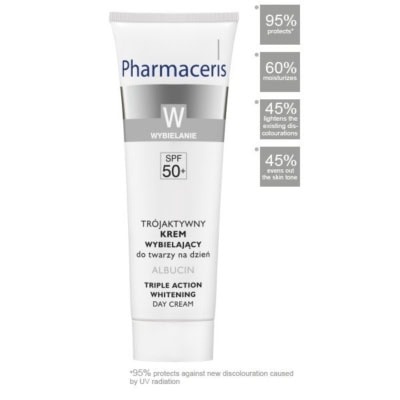 Pharmaceris
W
WYBIELANIE
SPF
50+
TRÓJAKTYWNY
KREM
WYBIELAJĄCY
do twarzy na dzień
ALBUCIN
TRIPLE ACTION
WHITENING
DAY CREAM
* 95%
protects*
* 60%
moisturizes
* 45%
lightens the
existing dis-
colourations
* 45%
evens out
the skin tone
*95% protects against new discolouration caused
by UV radiation